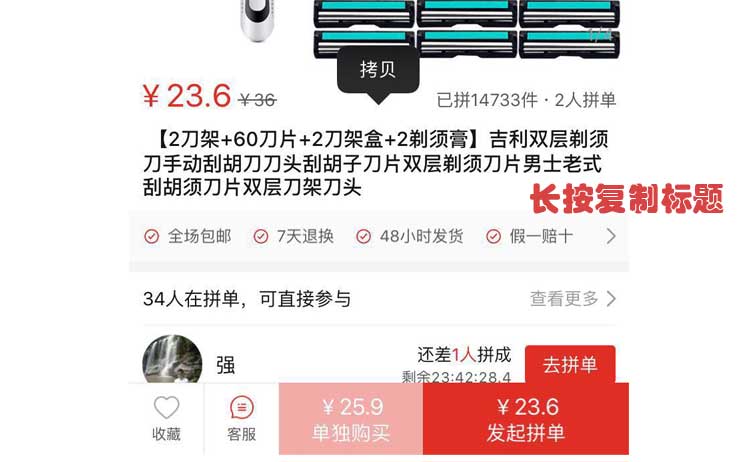 拷贝
¥ 23.6 ¥36 已拼14733件 · 2人拼单
【2刀架+60刀片+2刀架盒+2剃须膏】吉利双层剃须
刀手动刮胡刀刀头刮胡子刀片双层剃须刀片男士老式
刮胡须刀片双层刀架刀头
长按复制标题
全场包邮 7天退换 48小时发货 假一赔十
34人在拼单，可直接参与 查看更多
强 还差1人拼成 去拼单
剩余23:42:28.4
收藏 客服 ¥ 25.9 ¥ 23.6
单独购买 发起拼单